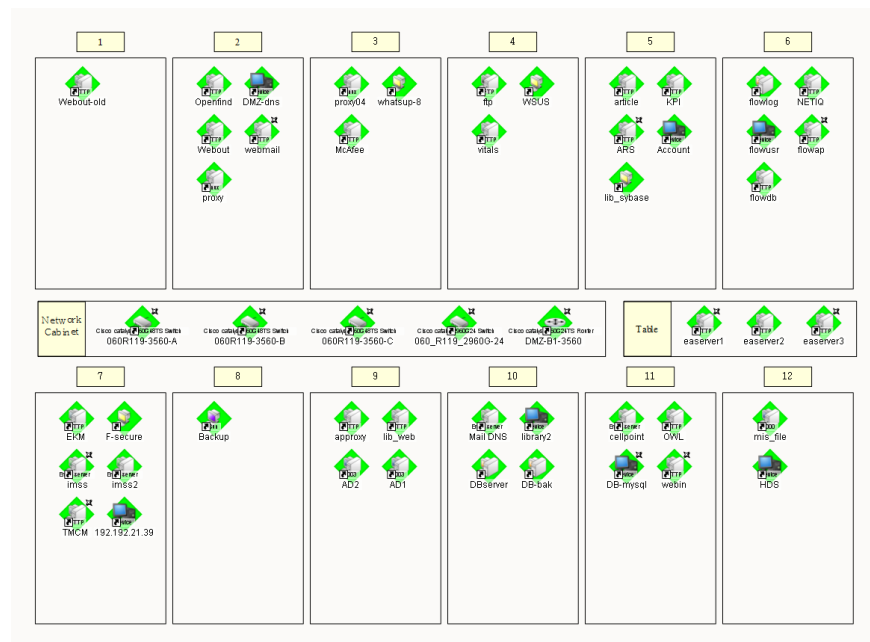 1
2
3
4
5
6
Webout-old
Openfind
DMZ-dns
proxy04
whatsup-8
ftp
WSUS
article
KPI
flowlog
NETIQ
Webout
webmail
McAfee
vitals
ARS
Account
flowusr
flowap
proxy
lib_sybase
flowdb
Network
Cabinet
060R119-3560-A
060R119-3560-B
060R119-3560-C
060_R119_2960G-24
DMZ-B1-3560
Table
easerver1
easerver2
easerver3
7
8
9
10
11
12
EKM
F-secure
Backup
approxy
lib_web
Mail DNS
library2
cellpoint
OWL
mis_file
imss
imss2
AD2
AD1
DBserver
DB-bak
DB-mysql
webin
HDS
TMCM
192.192.21.39